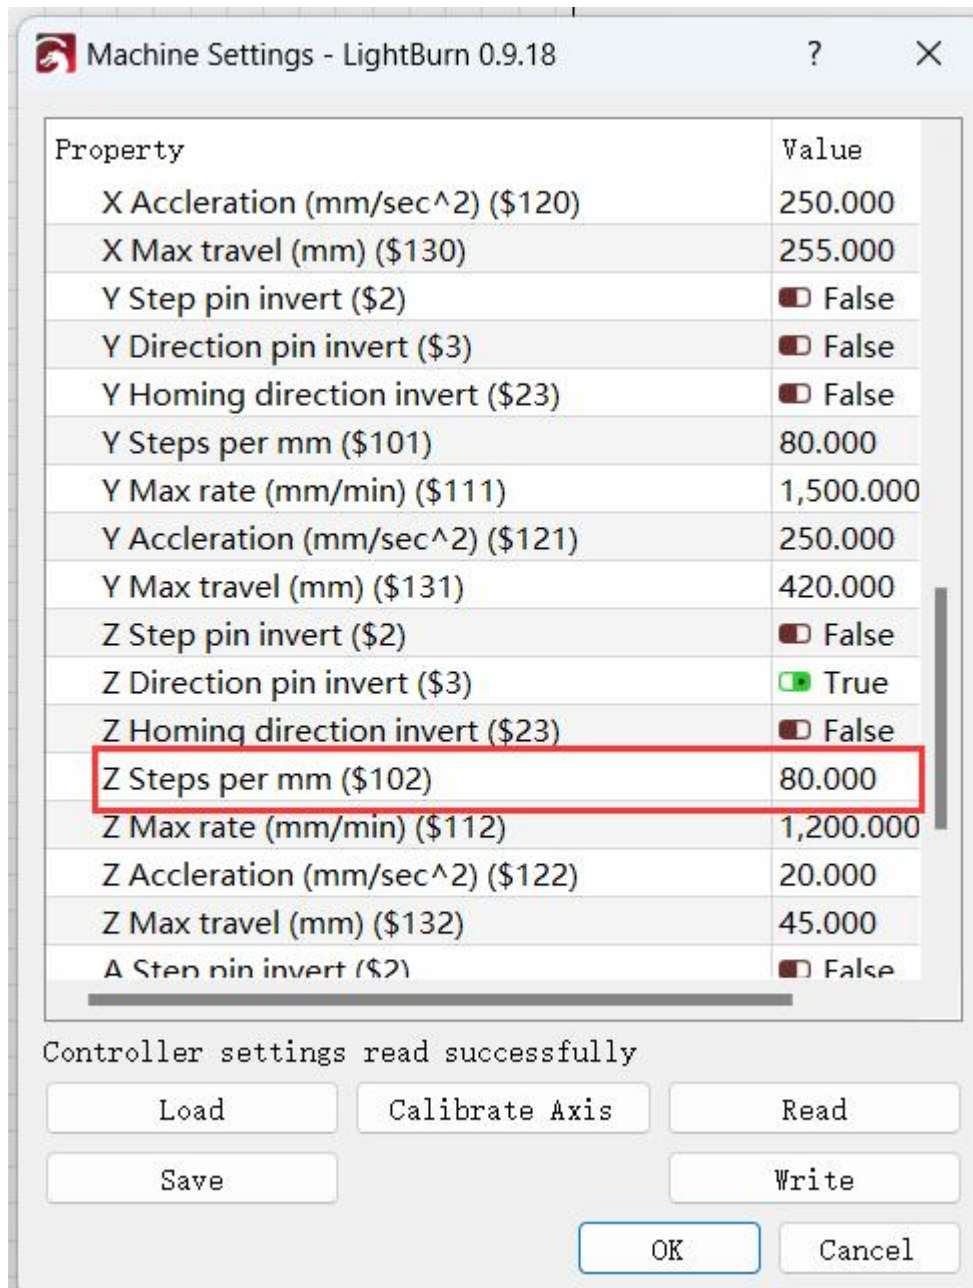 Machine Settings - LightBurn 0.9.18 ?
Property Value
X Accleration (mm/sec^2) ($120) 250.000
X Max travel (mm) ($130) 255.000
Y Step pin invert ($2) False
Y Direction pin invert ($3) False
Y Homing direction invert ($23) False
Y Steps per mm ($101) 80.000
Y Max rate (mm/min) ($111) 1,500.000
Y Accleration (mm/sec^2) ($121) 250.000
Y Max travel (mm) ($131) 420.000
Z Step pin invert ($2) False
Z Direction pin invert ($3) True
Z Homing direction invert ($23) False
Z Steps per mm ($102) 80.000
Z Max rate (mm/min) ($112) 1,200.000
Z Accleration (mm/sec^2) ($122) 20.000
Z Max travel (mm) ($132) 45.000
A Step pin invert ($2) False
Controller settings read successfully
Load Calibrate Axis Read
Save Write
OK Cancel